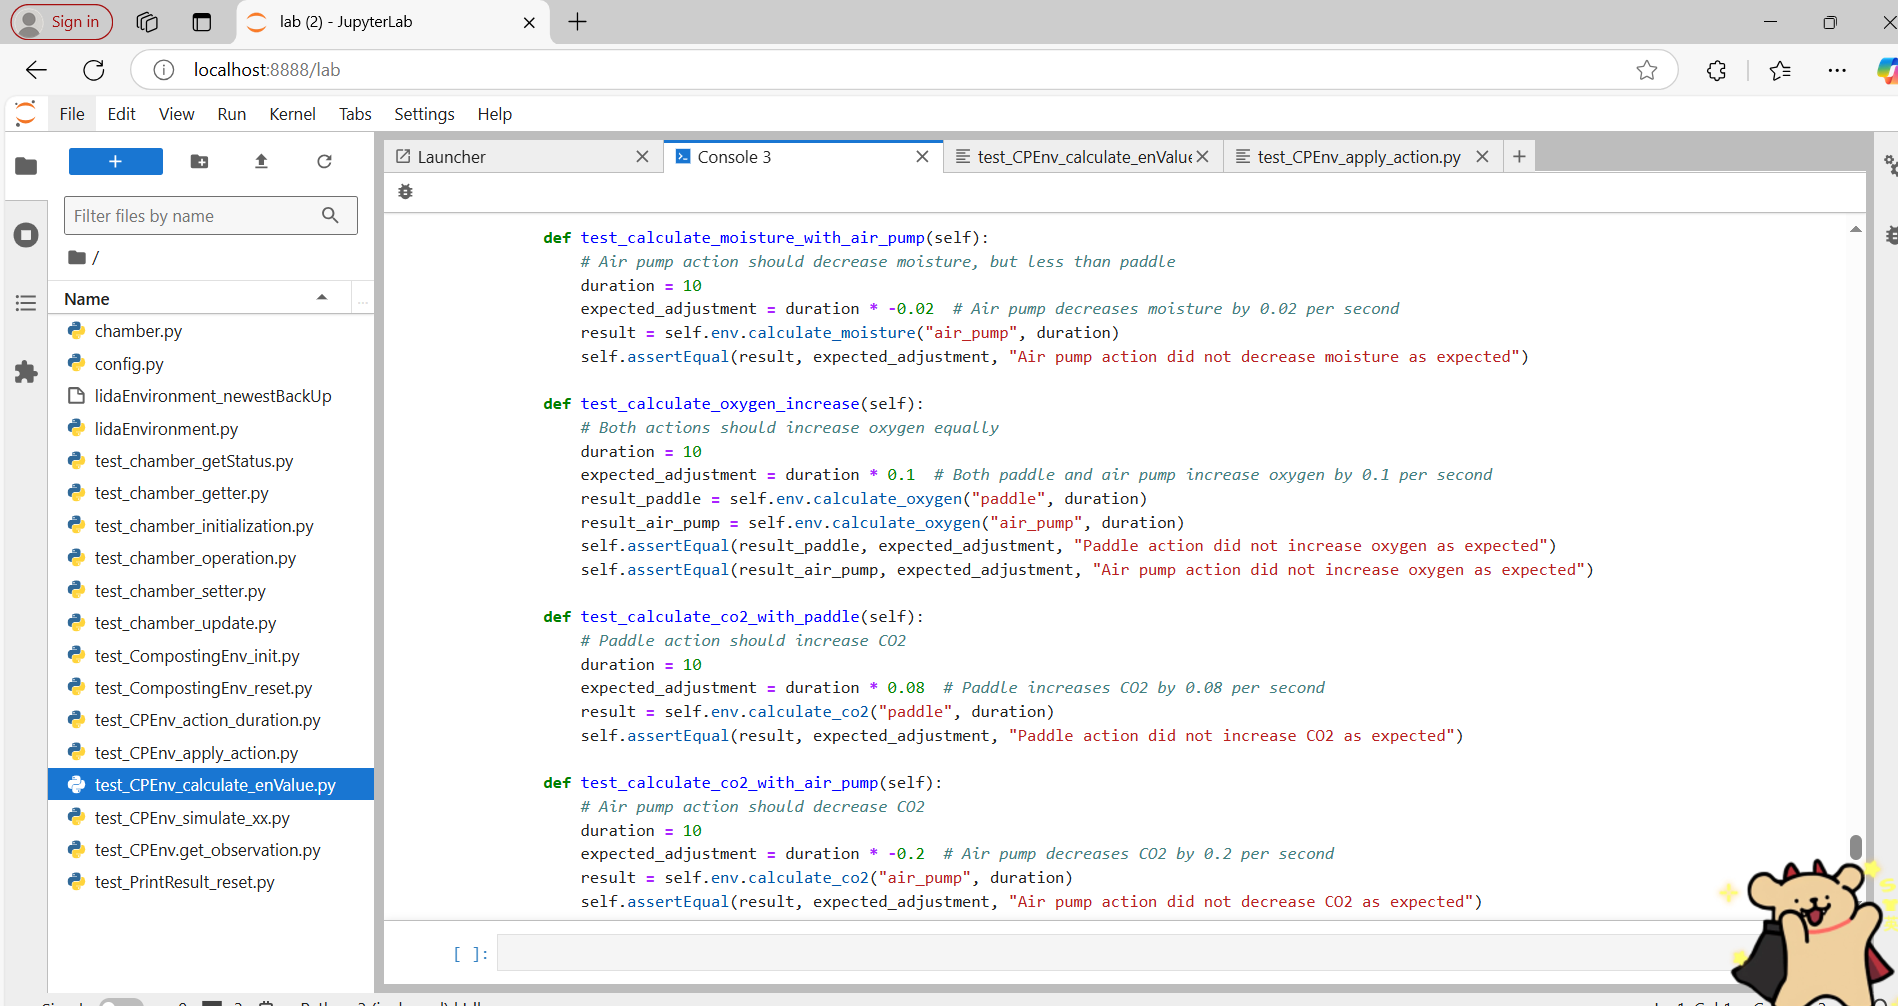 Sign in
lab (2) - JupyterLab
localhost:8888/lab
File Edit View Run Kernel Tabs Settings Help
Launcher
Console 3
test_CPEnv_calculate_enValue
test_CPEnv_apply_action.py
Filter files by name
/
Name
...
chamber.py
config.py
lidaEnvironment_newestBackUp
lidaEnvironment.py
test_chamber_getStatus.py
test_chamber_getter.py
test_chamber_initialization.py
test_chamber_operation.py
test_chamber_setter.py
test_chamber_update.py
test_CompostingEnv_init.py
test_CompostingEnv_reset.py
test_CPEnv_action_duration.py
test_CPEnv_apply_action.py
test_CPEnv_calculate_enValue.py
test_CPEnv_simulate_xx.py
test_CPEnv.get_observation.py
test_PrintResult_reset.py
def test_calculate_moisture_with_air_pump(self):
# Air pump action should decrease moisture, but less than paddle
duration = 10
expected_adjustment = duration * -0.02  # Air pump decreases moisture by 0.02 per second
result = self.env.calculate_moisture("air_pump", duration)
self.assertEqual(result, expected_adjustment, "Air pump action did not decrease moisture as expected")
def test_calculate_oxygen_increase(self):
# Both actions should increase oxygen equally
duration = 10
expected_adjustment = duration * 0.1  # Both paddle and air pump increase oxygen by 0.1 per second
result_paddle = self.env.calculate_oxygen("paddle", duration)
result_air_pump = self.env.calculate_oxygen("air_pump", duration)
self.assertEqual(result_paddle, expected_adjustment, "Paddle action did not increase oxygen as expected")
self.assertEqual(result_air_pump, expected_adjustment, "Air pump action did not increase oxygen as expected")
def test_calculate_co2_with_paddle(self):
# Paddle action should increase CO2
duration = 10
expected_adjustment = duration * 0.08  # Paddle increases CO2 by 0.08 per second
result = self.env.calculate_co2("paddle", duration)
self.assertEqual(result, expected_adjustment, "Paddle action did not increase CO2 as expected")
def test_calculate_co2_with_air_pump(self):
# Air pump action should decrease CO2
duration = 10
expected_adjustment = duration * -0.2  # Air pump decreases CO2 by 0.2 per second
result = self.env.calculate_co2("air_pump", duration)
self.assertEqual(result, expected_adjustment, "Air pump action did not decrease CO2 as expected")
[ ]: